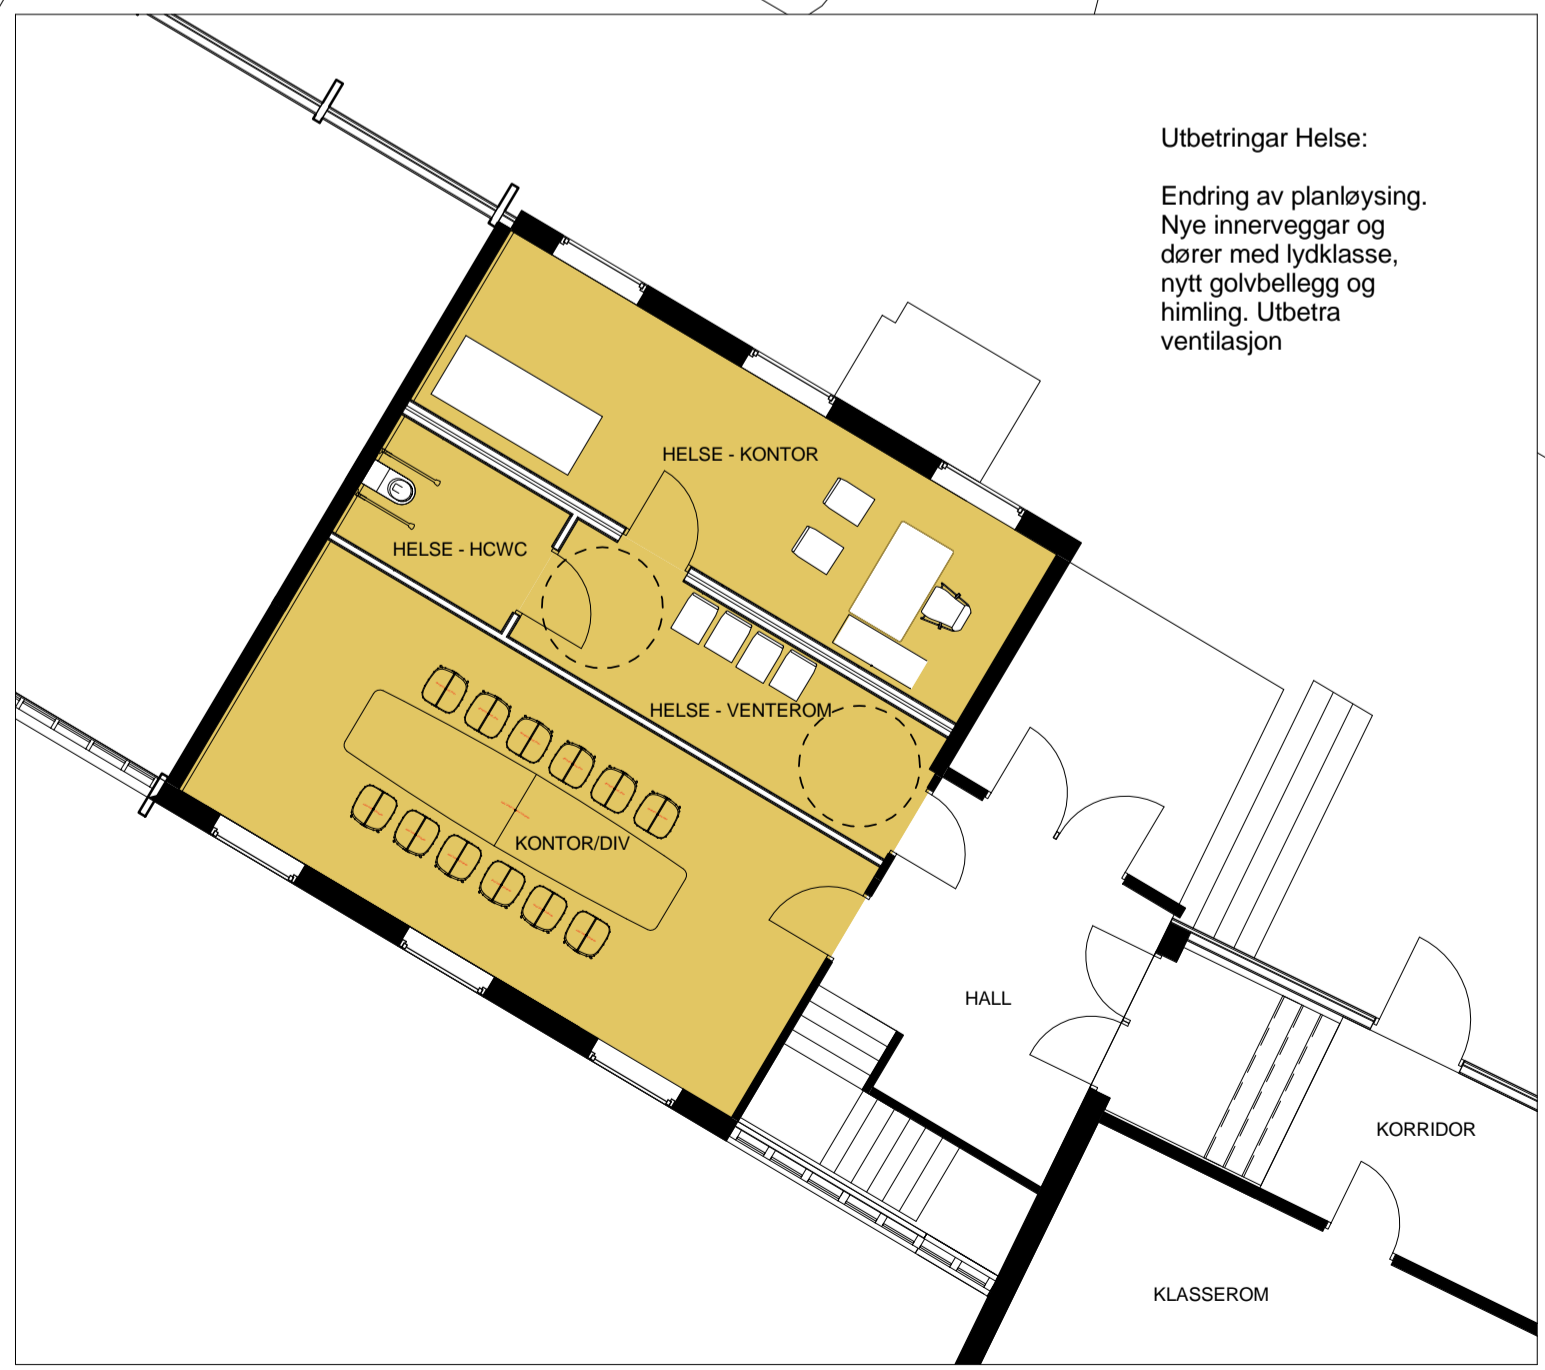 Utbetringar Helse:
Endring av planløysing.
Nye innerveggar og
dører med lydklasse,
nytt golvbellegg og
himling. Utbetra
ventilasjon
HELSE - KONTOR
HELSE - HCWC
HELSE - VENTEROM
KONTOR/DIV
HALL
KORRIDOR
KLASSEROM